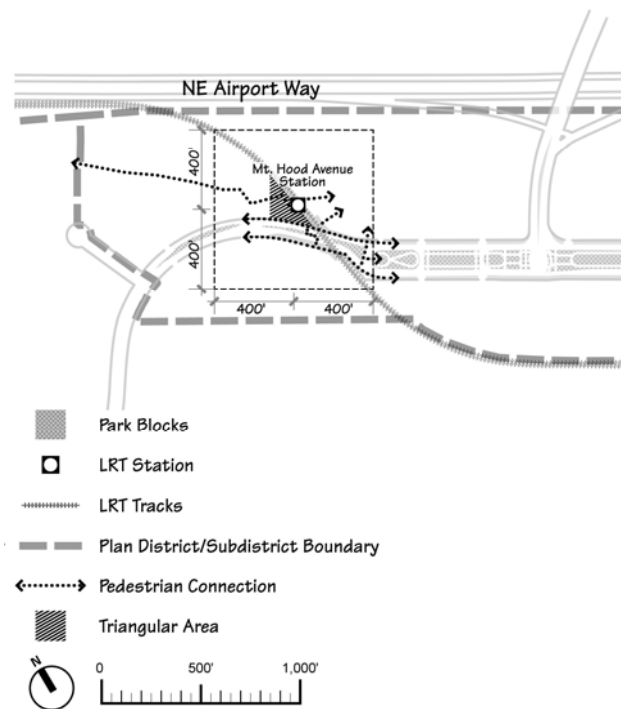 NE Airport Way
400'
Mt. Hood Avenue
Station
400'
400'
400'
Park Blocks
LRT Station
LRT Tracks
Plan District/Subdistrict Boundary
Pedestrian Connection
Triangular Area
N
0
500'
1,000'